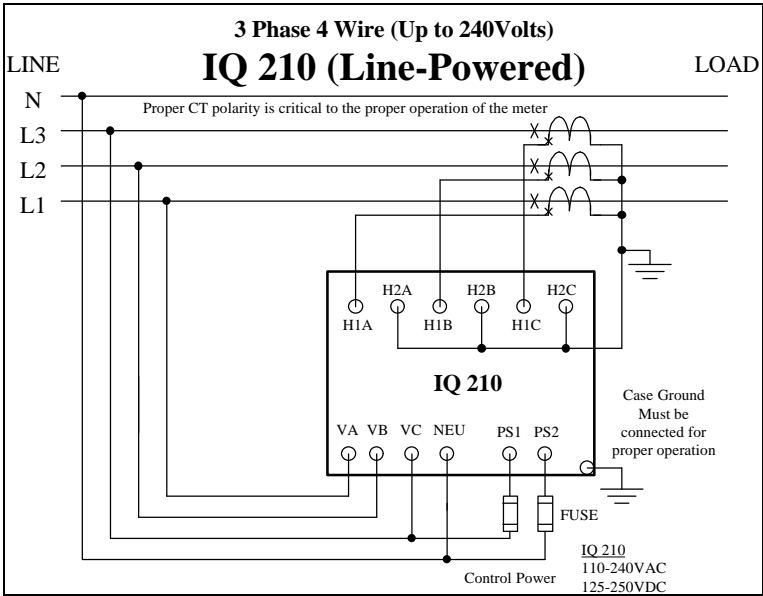 3 Phase 4 Wire (Up to 240Volts)
LINE
IQ 210 (Line-Powered)
LOAD
N
Proper CT polarity is critical to the proper operation of the meter
L3
L2
L1
H2A
H2B
H2C
H1A
H1B
H1C
IQ 210
Case Ground
Must be
connected for
proper operation
VA
VB
VC
NEU
PS1
PS2
FUSE
Control Power
IQ 210
110-240VAC
125-250VDC